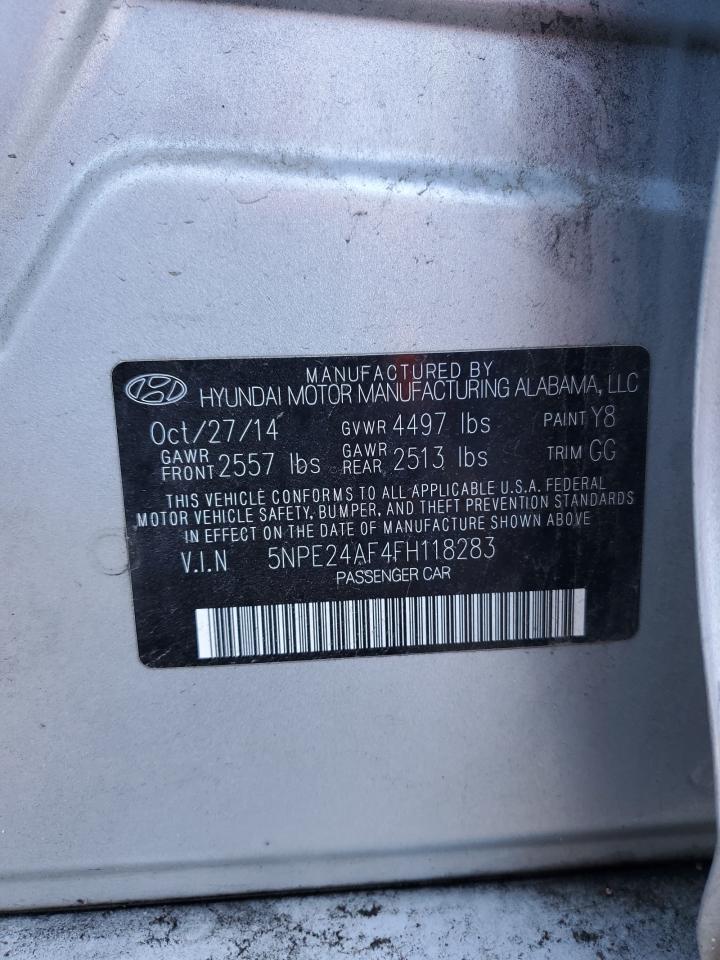 MANUFACTURED BY
HYUNDAI MOTOR MANUFACTURING ALABAMA, LLC
Oct/27/14 GVWR 4497 lbs PAINT Y8
GAWR FRONT 2557 lbs GAWR REAR 2513 lbs TRIM GG
THIS VEHICLE CONFORMS TO ALL APPLICABLE U.S.A. FEDERAL
MOTOR VEHICLE SAFETY, BUMPER, AND THEFT PREVENTION STANDARDS
IN EFFECT ON THE DATE OF MANUFACTURE SHOWN ABOVE
V.I.N 5NPE24AF4FH118283
PASSENGER CAR